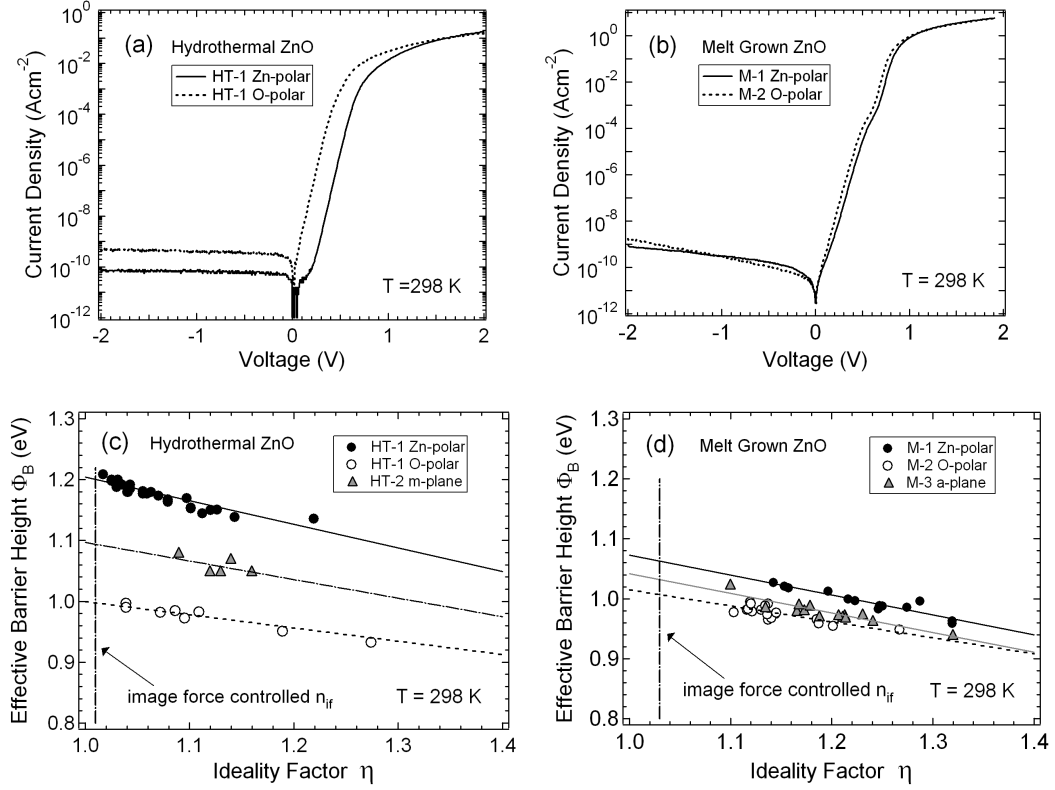 (a) Hydrothermal ZnO
HT-1 Zn-polar
HT-1 O-polar
T =298 K
10^0
10^-2
10^-4
10^-6
10^-8
10^-10
10^-12
Current Density (Acm^-2)
-2 -1 0 1 2
Voltage (V)
(b) Melt Grown ZnO
M-1 Zn-polar
M-2 O-polar
T = 298 K
10^0
10^-2
10^-4
10^-6
10^-8
10^-10
10^-12
Current Density (Acm^-2)
-2 -1 0 1 2
Voltage (V)
(c) Hydrothermal ZnO
HT-1 Zn-polar
HT-1 O-polar
HT-2 m-plane
image force controlled n_if
T = 298 K
1.3
1.2
1.1
1.0
0.9
0.8
Effective Barrier Height Φ_B (eV)
1.0 1.1 1.2 1.3 1.4
Ideality Factor η
(d) Melt Grown ZnO
M-1 Zn-polar
M-2 O-polar
M-3 a-plane
image force controlled n_if
T = 298 K
1.3
1.2
1.1
1.0
0.9
0.8
Effective Barrier Height Φ_B (eV)
1.0 1.1 1.2 1.3 1.4
Ideality Factor η